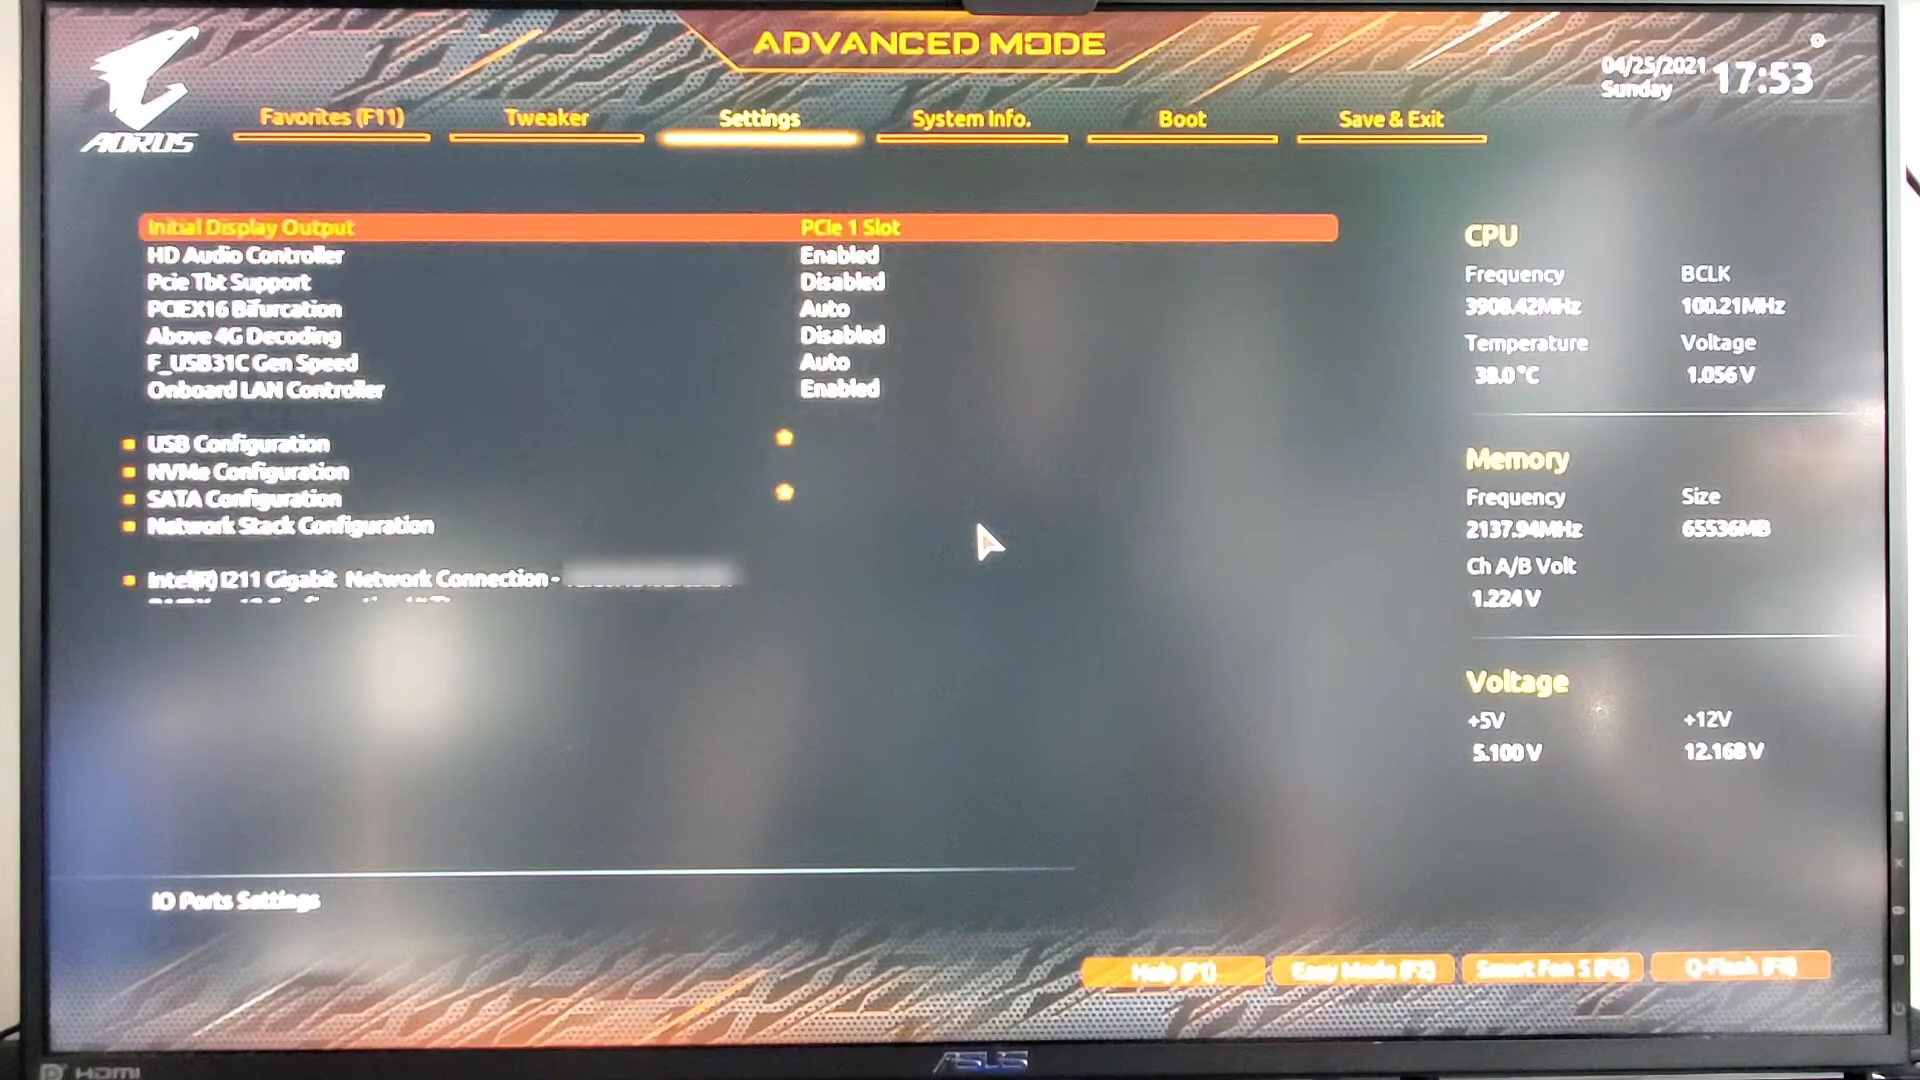 ADVANCED MODE
AORUS
04/25/2021
Sunday
17:53
Favorites (F11)
Tweaker
Settings
System Info.
Boot
Save & Exit
Initial Display Output PCIe 1 Slot
HD Audio Controller Enabled
Pcie Tbt Support Disabled
PCIEX16 Bifurcation Auto
Above 4G Decoding Disabled
F_USB31C Gen Speed Auto
Onboard LAN Controller Enabled
USB Configuration
NVMe Configuration
SATA Configuration
Network Stack Configuration
Intel(R) I211 Gigabit Network Connection -
CPU
Frequency BCLK
3908.42MHz 100.21MHz
Temperature Voltage
38.0 °C 1.056 V
Memory
Frequency Size
2137.94MHz 65536MB
Ch A/B Volt
1.224 V
Voltage
+5V +12V
5.100 V 12.168 V
IO Ports Settings
Help (F1)
Easy Mode (F2)
Smart Fan 5 (F6)
Q-Flash (F8)
ASUS
HDMI